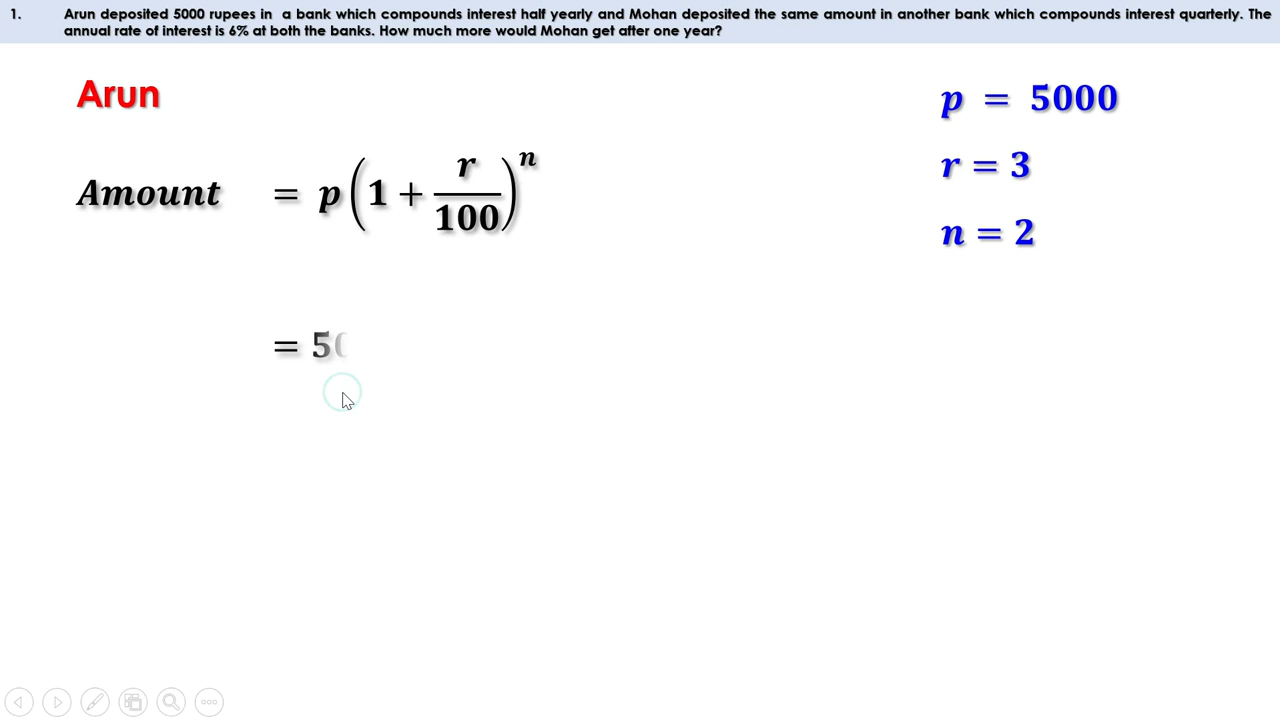 1. Arun deposited 5000 rupees in a bank which compounds interest half yearly and Mohan deposited the same amount in another bank which compounds interest quarterly. The
annual rate of interest is 6% at both the banks. How much more would Mohan get after one year?
Arun
p = 5000
Amount = p(1 + r/100)^n
r = 3
n = 2
= 50